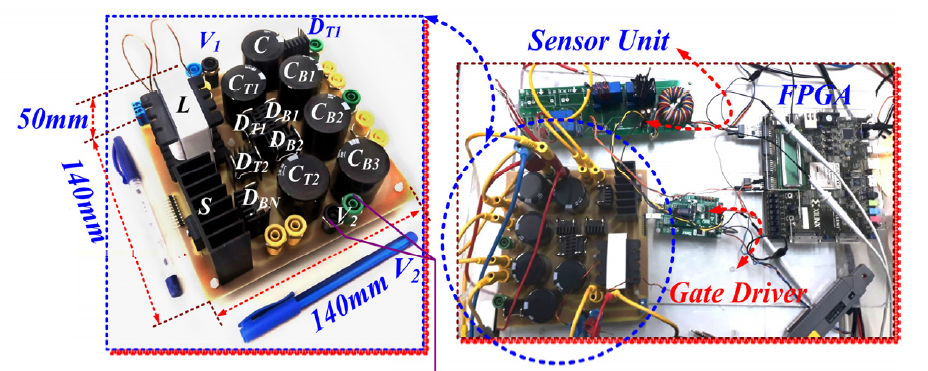 V1
DT1
C
CT1
CB1
L
50mm
DB1
DT1
CB2
DB2
DT2
CT2
CB3
S
DBN
V2
V2
140mm
140mm
Sensor Unit
FPGA
XILINX
Gate Driver